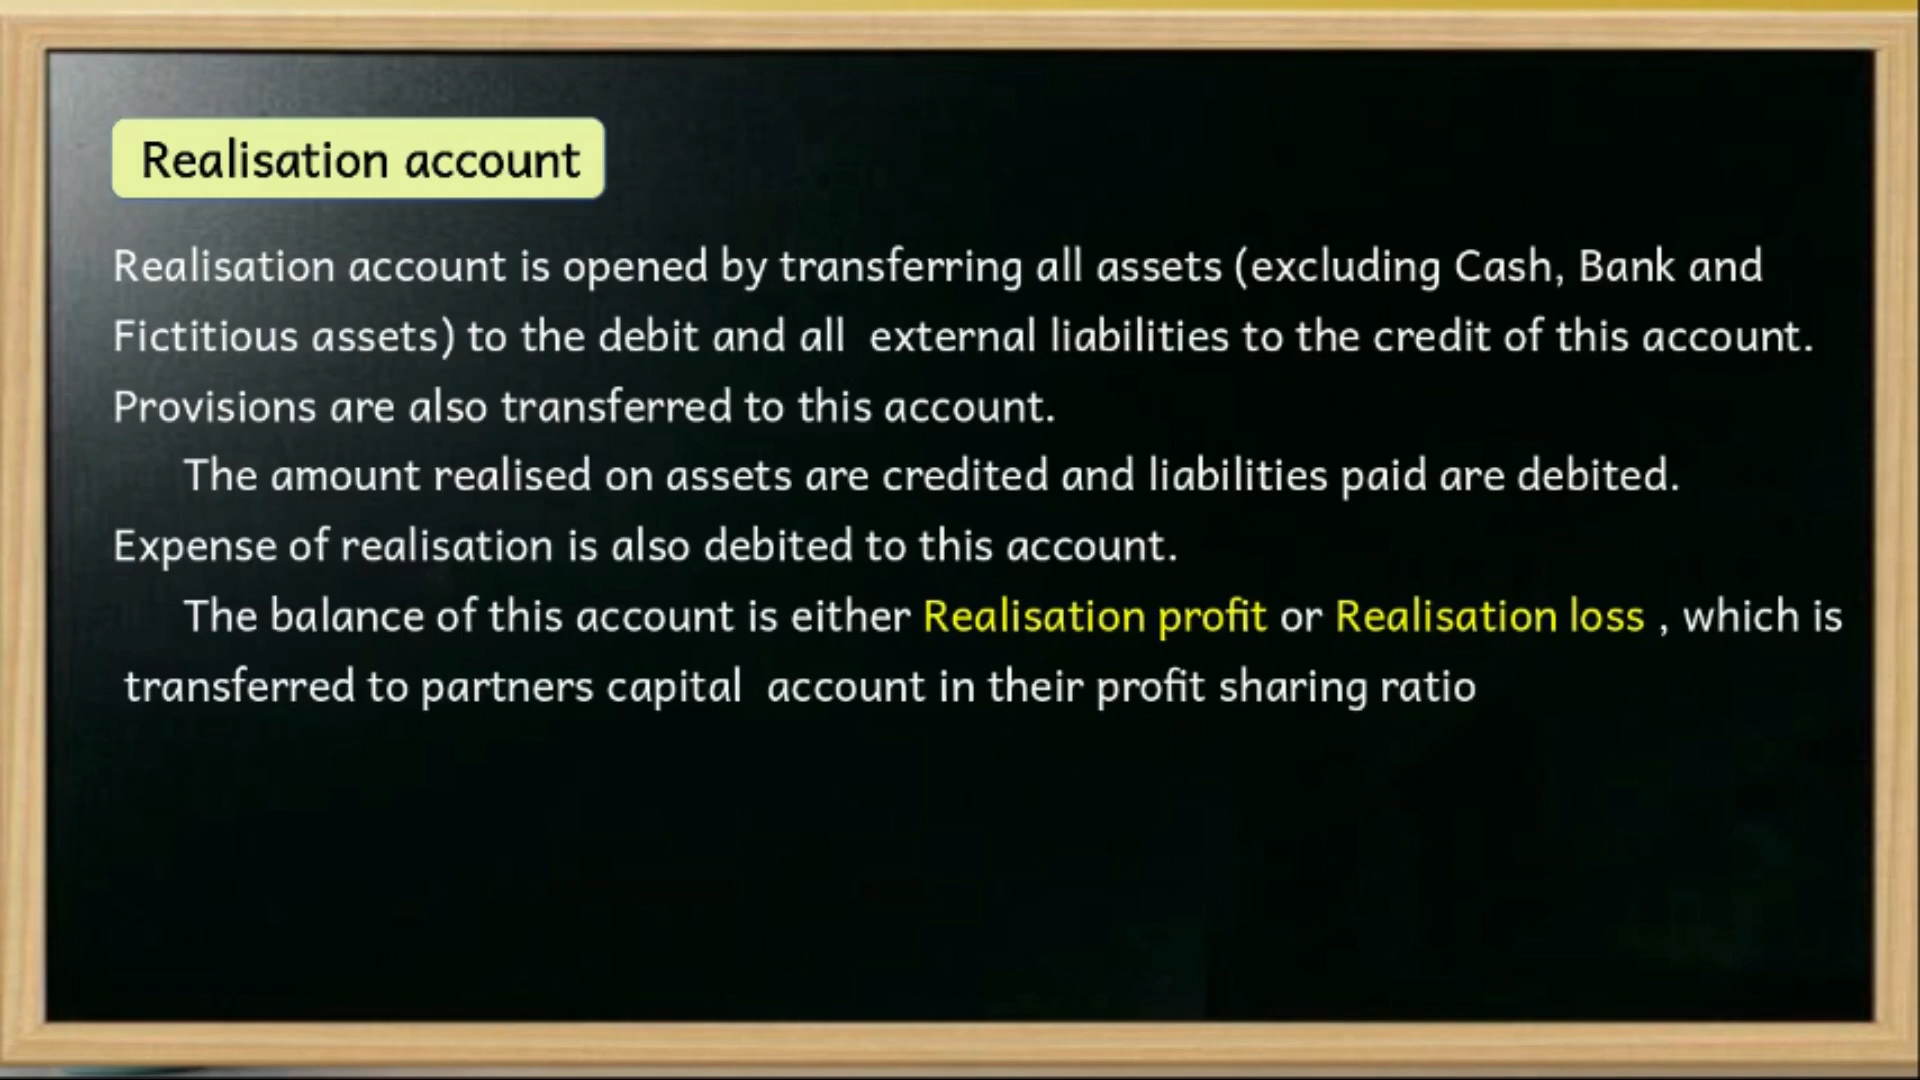 Realisation account
Realisation account is opened by transferring all assets (excluding Cash, Bank and
Fictitious assets) to the debit and all external liabilities to the credit of this account.
Provisions are also transferred to this account.
The amount realised on assets are credited and liabilities paid are debited.
Expense of realisation is also debited to this account.
The balance of this account is either Realisation profit or Realisation loss , which is
transferred to partners capital account in their profit sharing ratio